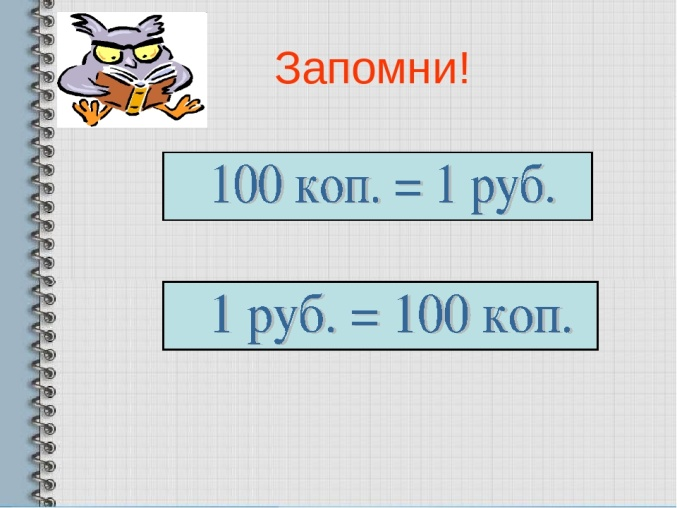 Запомни!
100 коп. = 1 руб.
1 руб. = 100 коп.